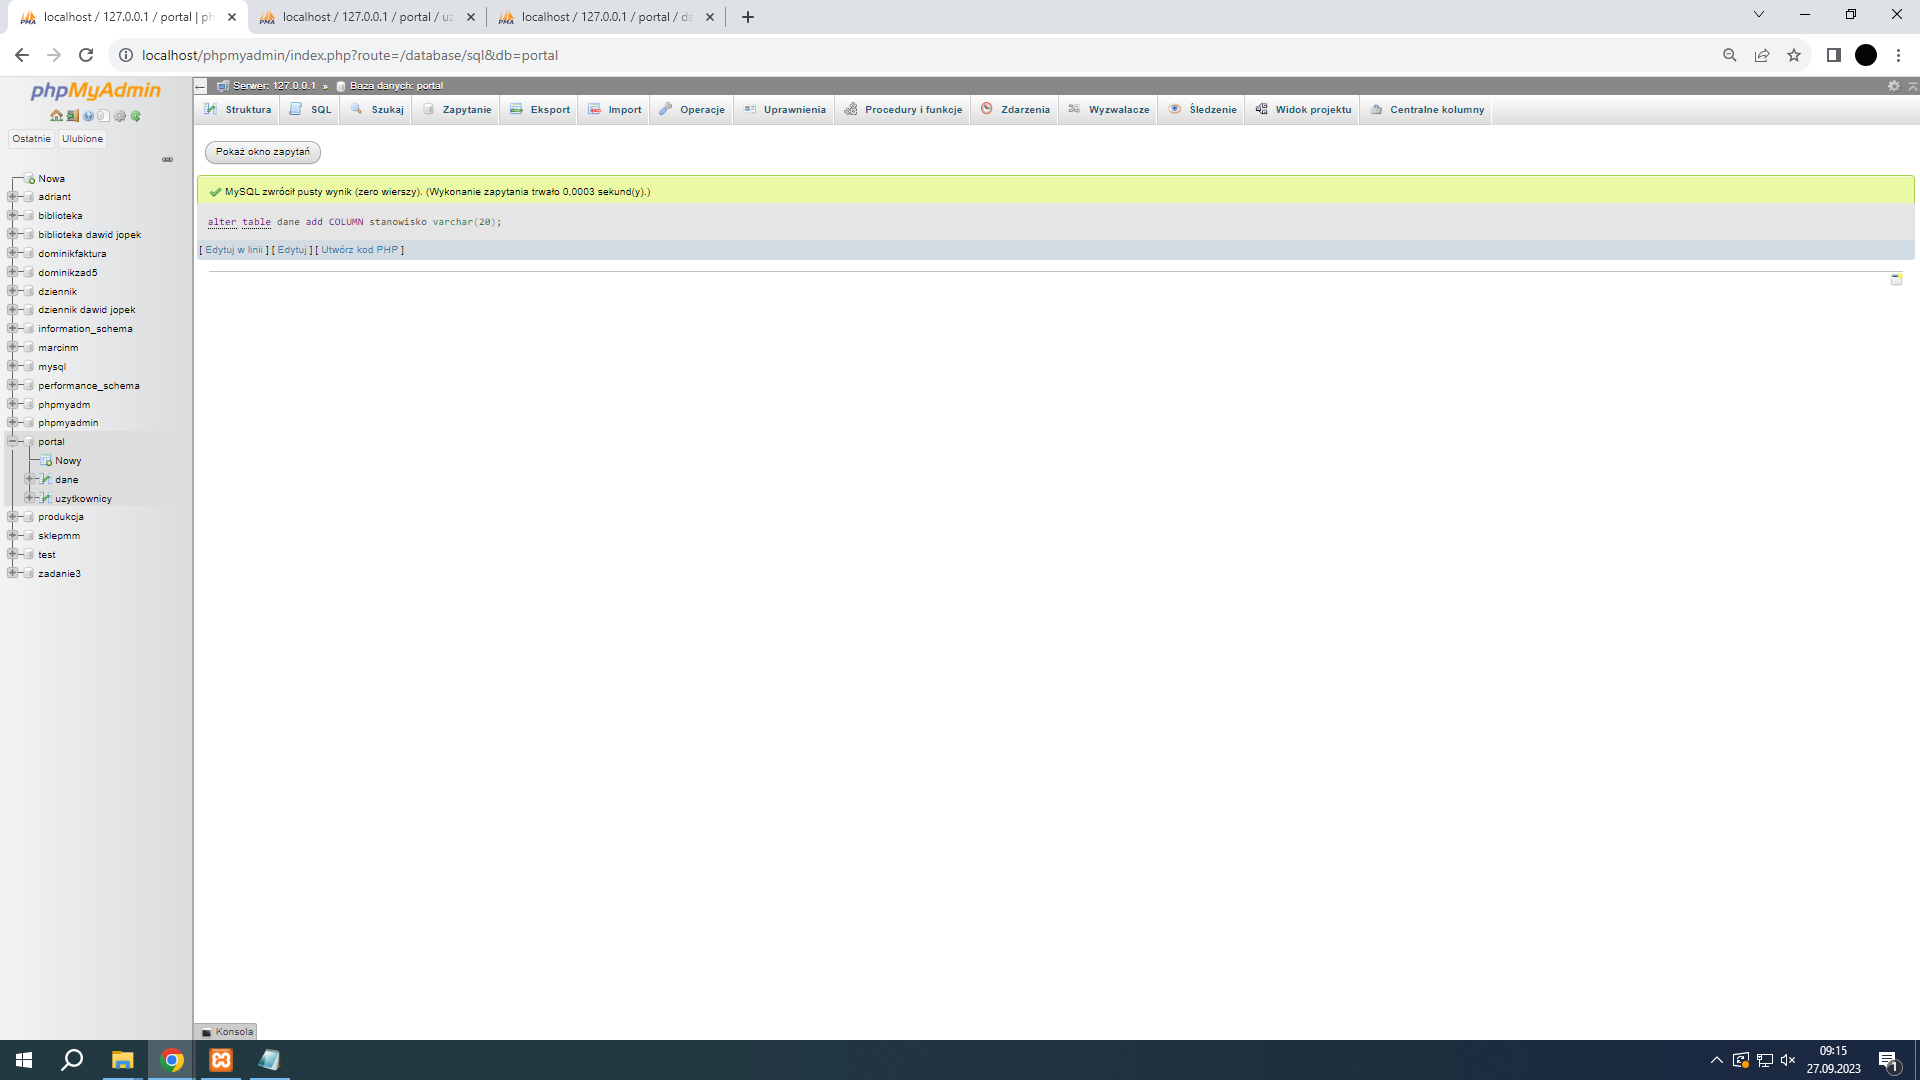 localhost / 127.0.0.1 / portal | ph
localhost / 127.0.0.1 / portal / uz
localhost / 127.0.0.1 / portal / da
localhost/phpmyadmin/index.php?route=/database/sql&db=portal
phpMyAdmin
Ostatnie Ulubione
Nowa
adriant
biblioteka
biblioteka dawid jopek
dominikfaktura
dominikzad5
dziennik
dziennik dawid jopek
information_schema
marcinm
mysql
performance_schema
phpmyadm
phpmyadmin
portal
Nowy
dane
uzytkownicy
produkcja
sklepmm
test
zadanie3
Serwer: 127.0.0.1 » Baza danych: portal
Struktura SQL Szukaj Zapytanie Eksport Import Operacje Uprawnienia Procedury i funkcje Zdarzenia Wyzwalacze Śledzenie Widok projektu Centralne kolumny
Pokaż okno zapytań
MySQL zwrócił pusty wynik (zero wierszy). (Wykonanie zapytania trwało 0,0003 sekund(y).)
alter table dane add COLUMN stanowisko varchar(20);
[ Edytuj w linii ] [ Edytuj ] [ Utwórz kod PHP ]
Konsola
09:15
27.09.2023
1